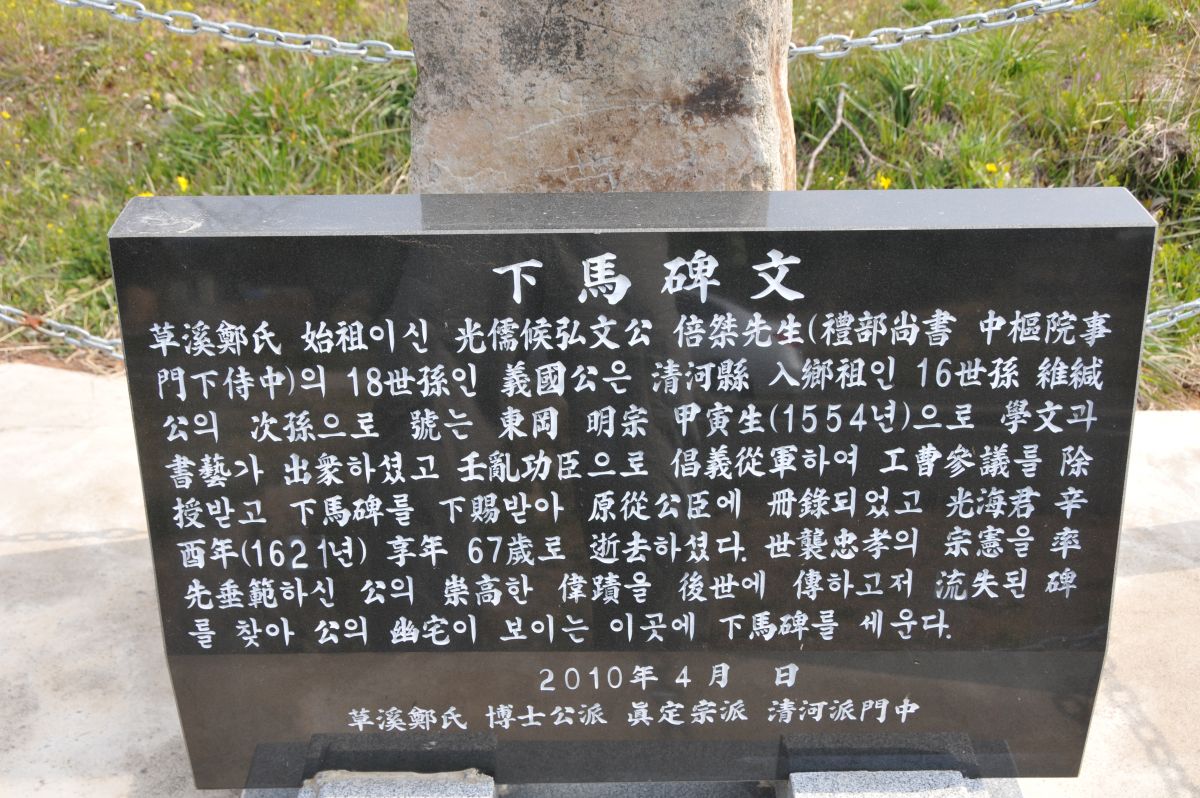 下馬碑文
草溪鄭氏 始祖이신 光儒候弘文公 倍桀先生(禮部尙書 中樞院事
門下侍中)의 18世孫인 義國公은 清河縣 入鄕祖인 16世孫 維緘
公의 次孫으로 號는 東岡 明宗 甲寅生(1554년)으로 學文과
書藝가 出衆하셨고 壬亂功臣으로 倡義從軍하여 工曹參議를 除
授받고 下馬碑를 下賜받아 原從公臣에 冊錄되었고 光海君 辛
酉年(1621년) 享年 67歲로 逝去하셨다. 世襲忠孝의 宗憲을 率
先垂範하신 公의 崇高한 偉蹟을 後世에 傳하고저 流失된 碑
를 찾아 公의 幽宅이 보이는 이곳에 下馬碑를 세운다.
2010年 4月 日
草溪鄭氏 博士公派 眞定宗派 清河派門中